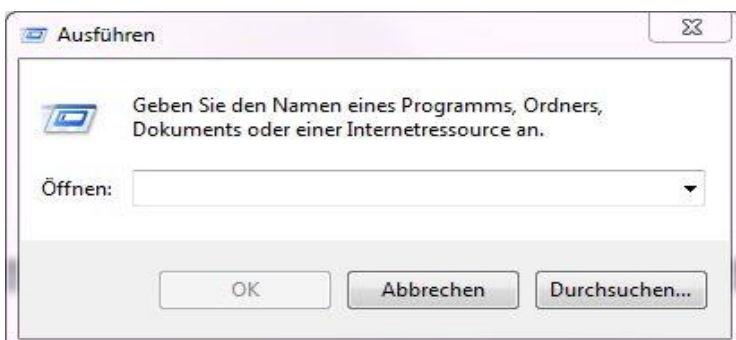 Ausführen
Geben Sie den Namen eines Programms, Ordners,
Dokuments oder einer Internetressource an.
Öffnen:
OK Abbrechen Durchsuchen...